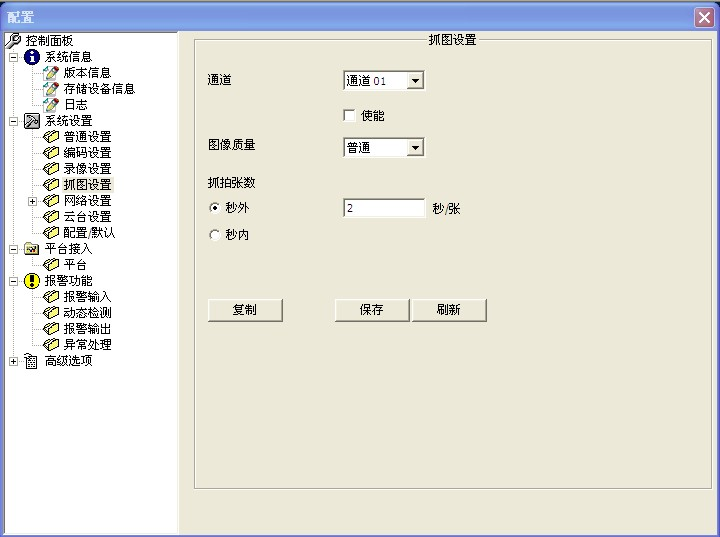 配置
控制面板
系统信息
版本信息
存储设备信息
日志
系统设置
普通设置
编码设置
录像设置
抓图设置
网络设置
云台设置
配置/默认
平台接入
平台
报警功能
报警输入
动态检测
报警输出
异常处理
高级选项
抓图设置
通道 通道 01
使能
图像质量 普通
抓拍张数
秒外 2 秒/张
秒内
复制 保存 刷新